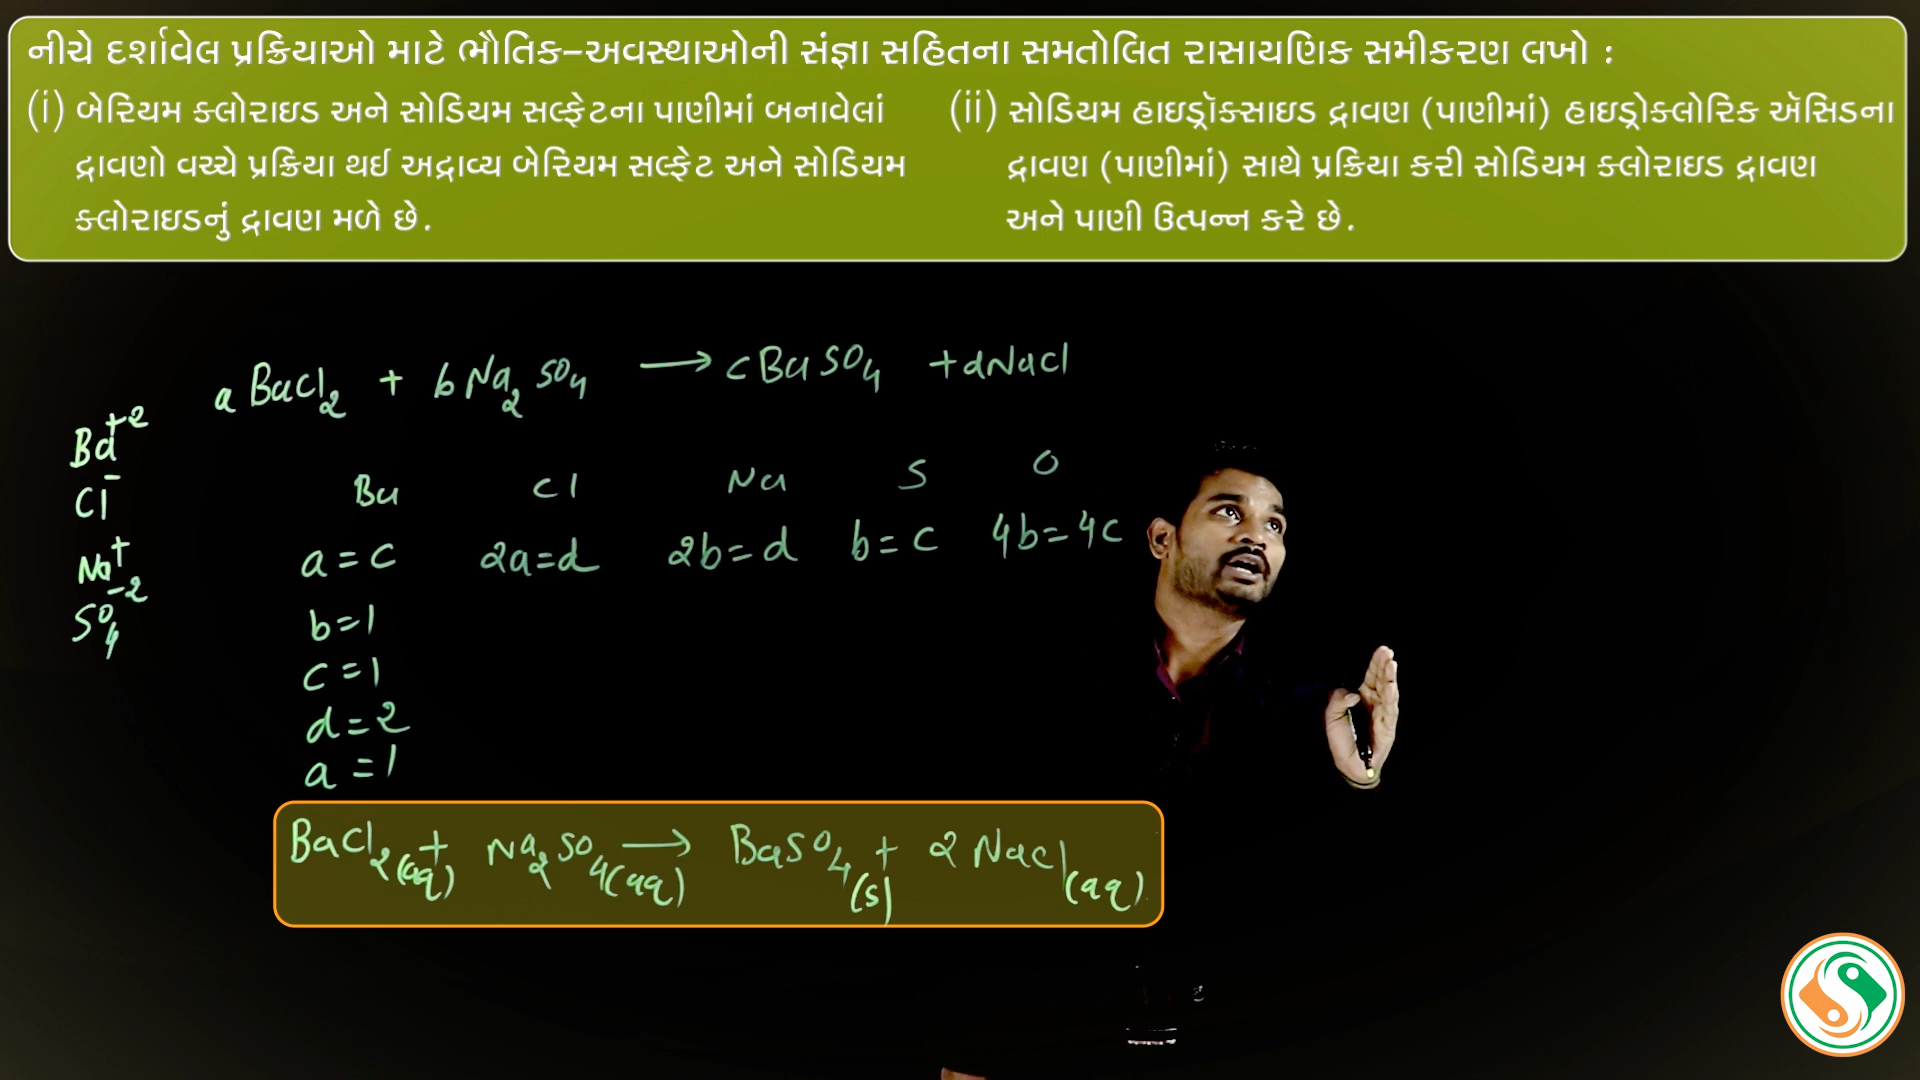 નીચે દર્શાવેલ પ્રક્રિયાઓ માટે ભૌતિક–અવસ્થાઓની સંજ્ઞા સહિતના સમતોલિત રાસાયણિક સમીકરણ લખો :
(i) બેરિયમ ક્લોરાઇડ અને સોડિયમ સલ્ફેટના પાણીમાં બનાવેલાં
દ્રાવણો વચ્ચે પ્રક્રિયા થઈ અદ્રાવ્ય બેરિયમ સલ્ફેટ અને સોડિયમ
ક્લોરાઇડનું દ્રાવણ મળે છે.
(ii) સોડિયમ હાઇડ્રૉક્સાઇડ દ્રાવણ (પાણીમાં) હાઇડ્રોક્લોરિક ઍસિડના
દ્રાવણ (પાણીમાં) સાથે પ્રક્રિયા કરી સોડિયમ ક્લોરાઇડ દ્રાવણ
અને પાણી ઉત્પન્ન કરે છે.
a BaCl₂ + b Na₂SO₄ → c BaSO₄ + dNaCl
Ba⁺²
Cl⁻
Na⁺
SO₄⁻²
Ba Cl Na S O
a = c 2a=d 2b=d b=c 4b=4c
b=1
c=1
d=2
a=1
BaCl₂(aq) + Na₂SO₄(aq) → BaSO₄(s) + 2NaCl(aq)